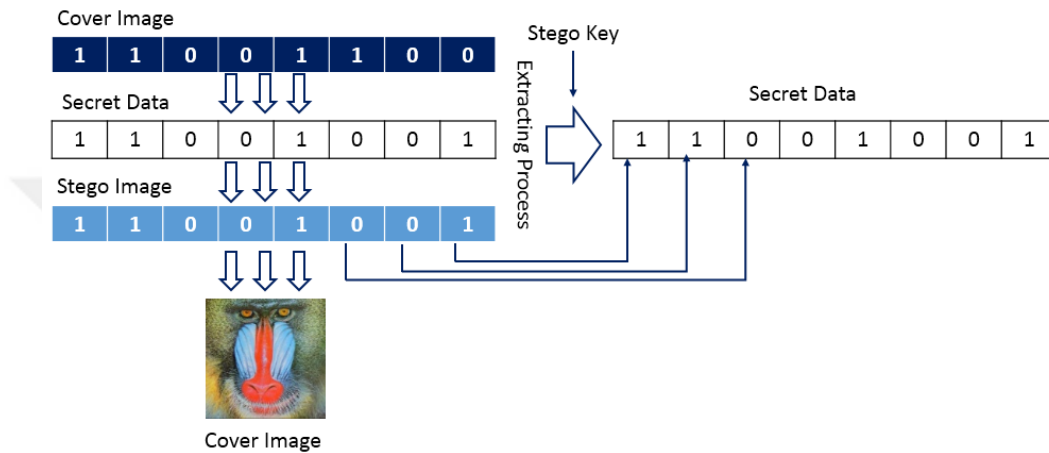 Cover Image
1 1 0 0 1 1 0 0
Secret Data
1 1 0 0 1 0 0 1
Stego Image
1 1 0 0 1 0 0 1
Cover Image
Stego Key
Extracting Process
Secret Data
1 1 0 0 1 0 0 1